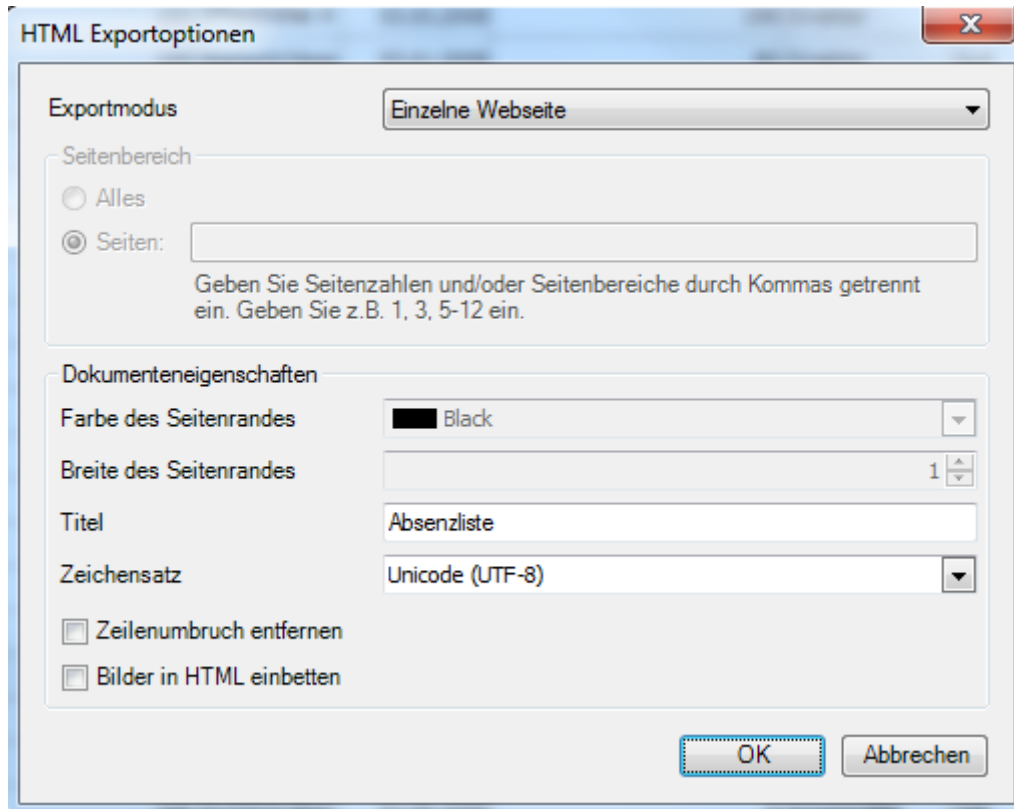 HTML Exportoptionen
Exportmodus
Einzelne Webseite
Seitenbereich
Alles
Seiten:
Geben Sie Seitenzahlen und/oder Seitenbereiche durch Kommas getrennt
ein. Geben Sie z.B. 1, 3, 5-12 ein.
Dokumenteneigenschaften
Farbe des Seitenrandes
Black
Breite des Seitenrandes
1
Titel
Absenzliste
Zeichensatz
Unicode (UTF-8)
Zeilenumbruch entfernen
Bilder in HTML einbetten
OK
Abbrechen